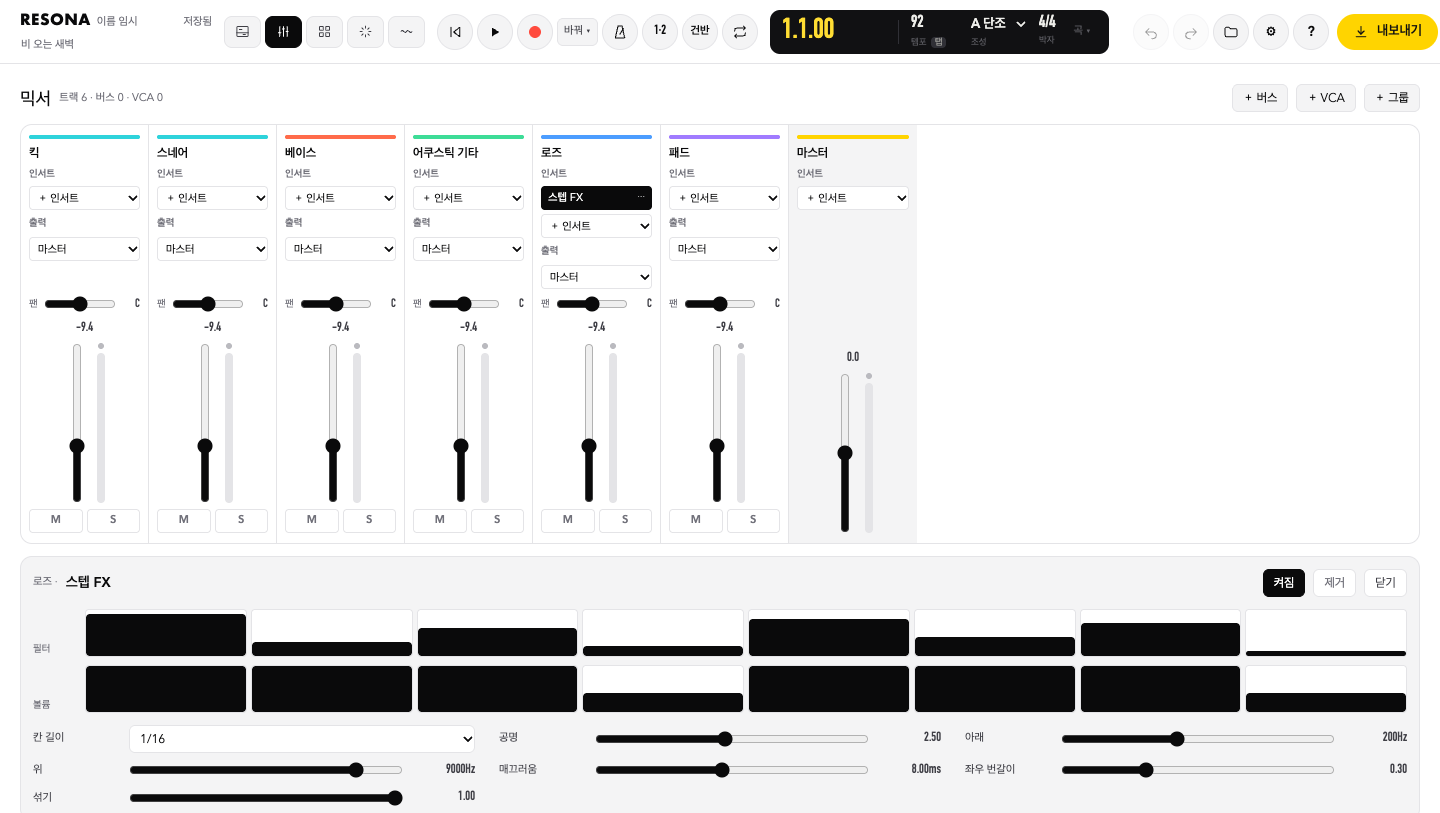 RESONA 이름 임시 저장됨
비 오는 새벽
바꿔 1·2 건반
1.1.00 92 A 단조 4/4 곡
템포 탭 조성 박자
? 내보내기
믹서 트랙 6 · 버스 0 · VCA 0
+ 버스 + VCA + 그룹
킥 스네어 베이스 어쿠스틱 기타 로즈 패드 마스터
인서트 인서트 인서트 인서트 인서트 인서트 인서트
+ 인서트 + 인서트 + 인서트 + 인서트 스텝 FX ... + 인서트 + 인서트
출력 출력 출력 출력 + 인서트 출력
마스터 마스터 마스터 마스터 출력 마스터
마스터
팬 C 팬 C 팬 C 팬 C 팬 C 팬 C
-9.4 -9.4 -9.4 -9.4 -9.4 -9.4
0.0
M S M S M S M S M S M S
로즈 · 스텝 FX 켜짐 제거 닫기
필터
볼륨
칸 길이 1/16 공명 2.50 아래 200Hz
위 9000Hz 매끄러움 8.00ms 좌우 번갈이 0.30
섞기 1.00